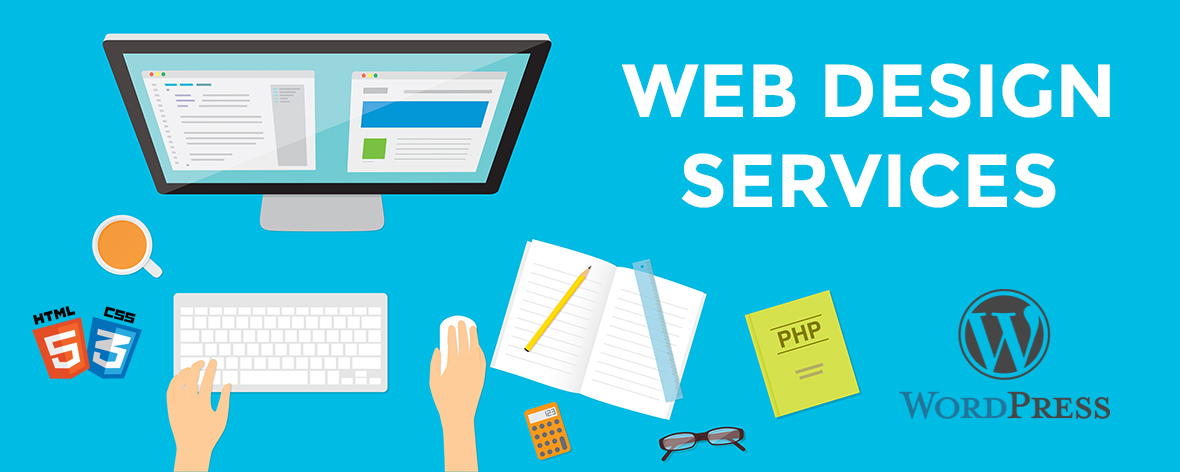 WEB DESIGN
SERVICES
HTML
5
CSS
3
123
PHP
W
WORDPRESS